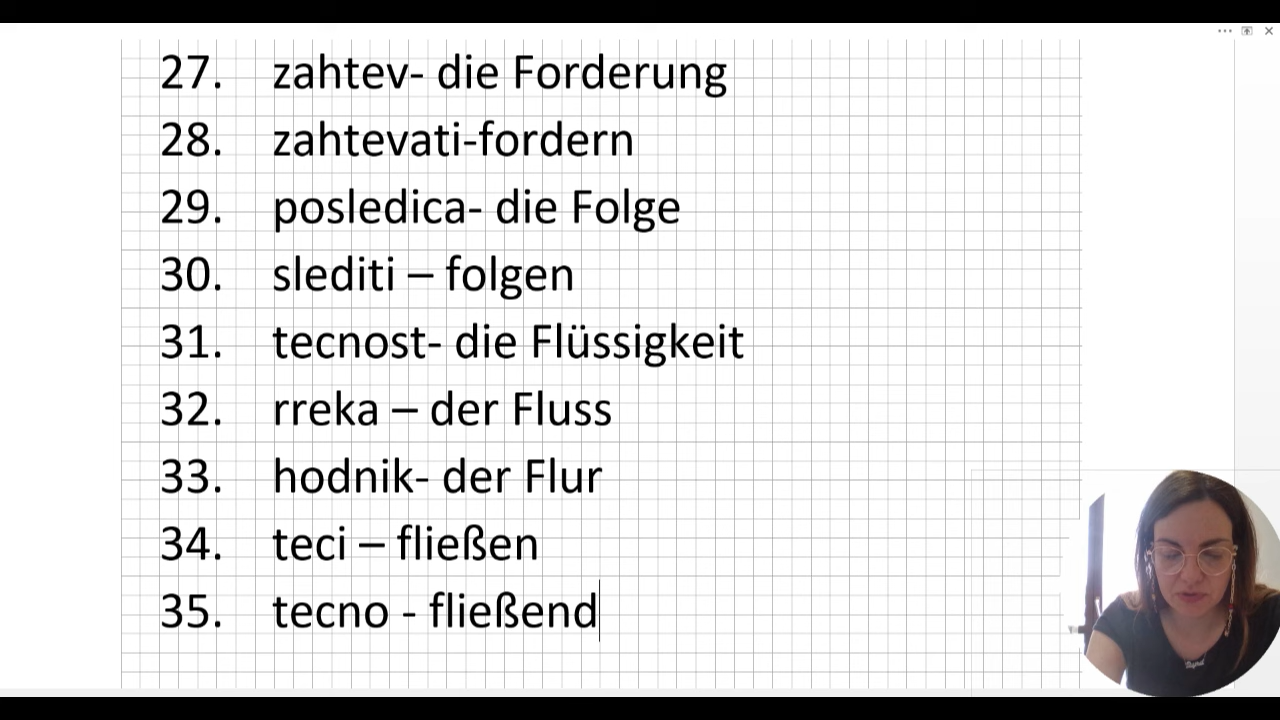 27. zahtev- die Forderung
28. zahtevati-fordern
29. posledica- die Folge
30. slediti – folgen
31. tecnost- die Flüssigkeit
32. rreka – der Fluss
33. hodnik- der Flur
34. teci – fließen
35. tecno - fließend